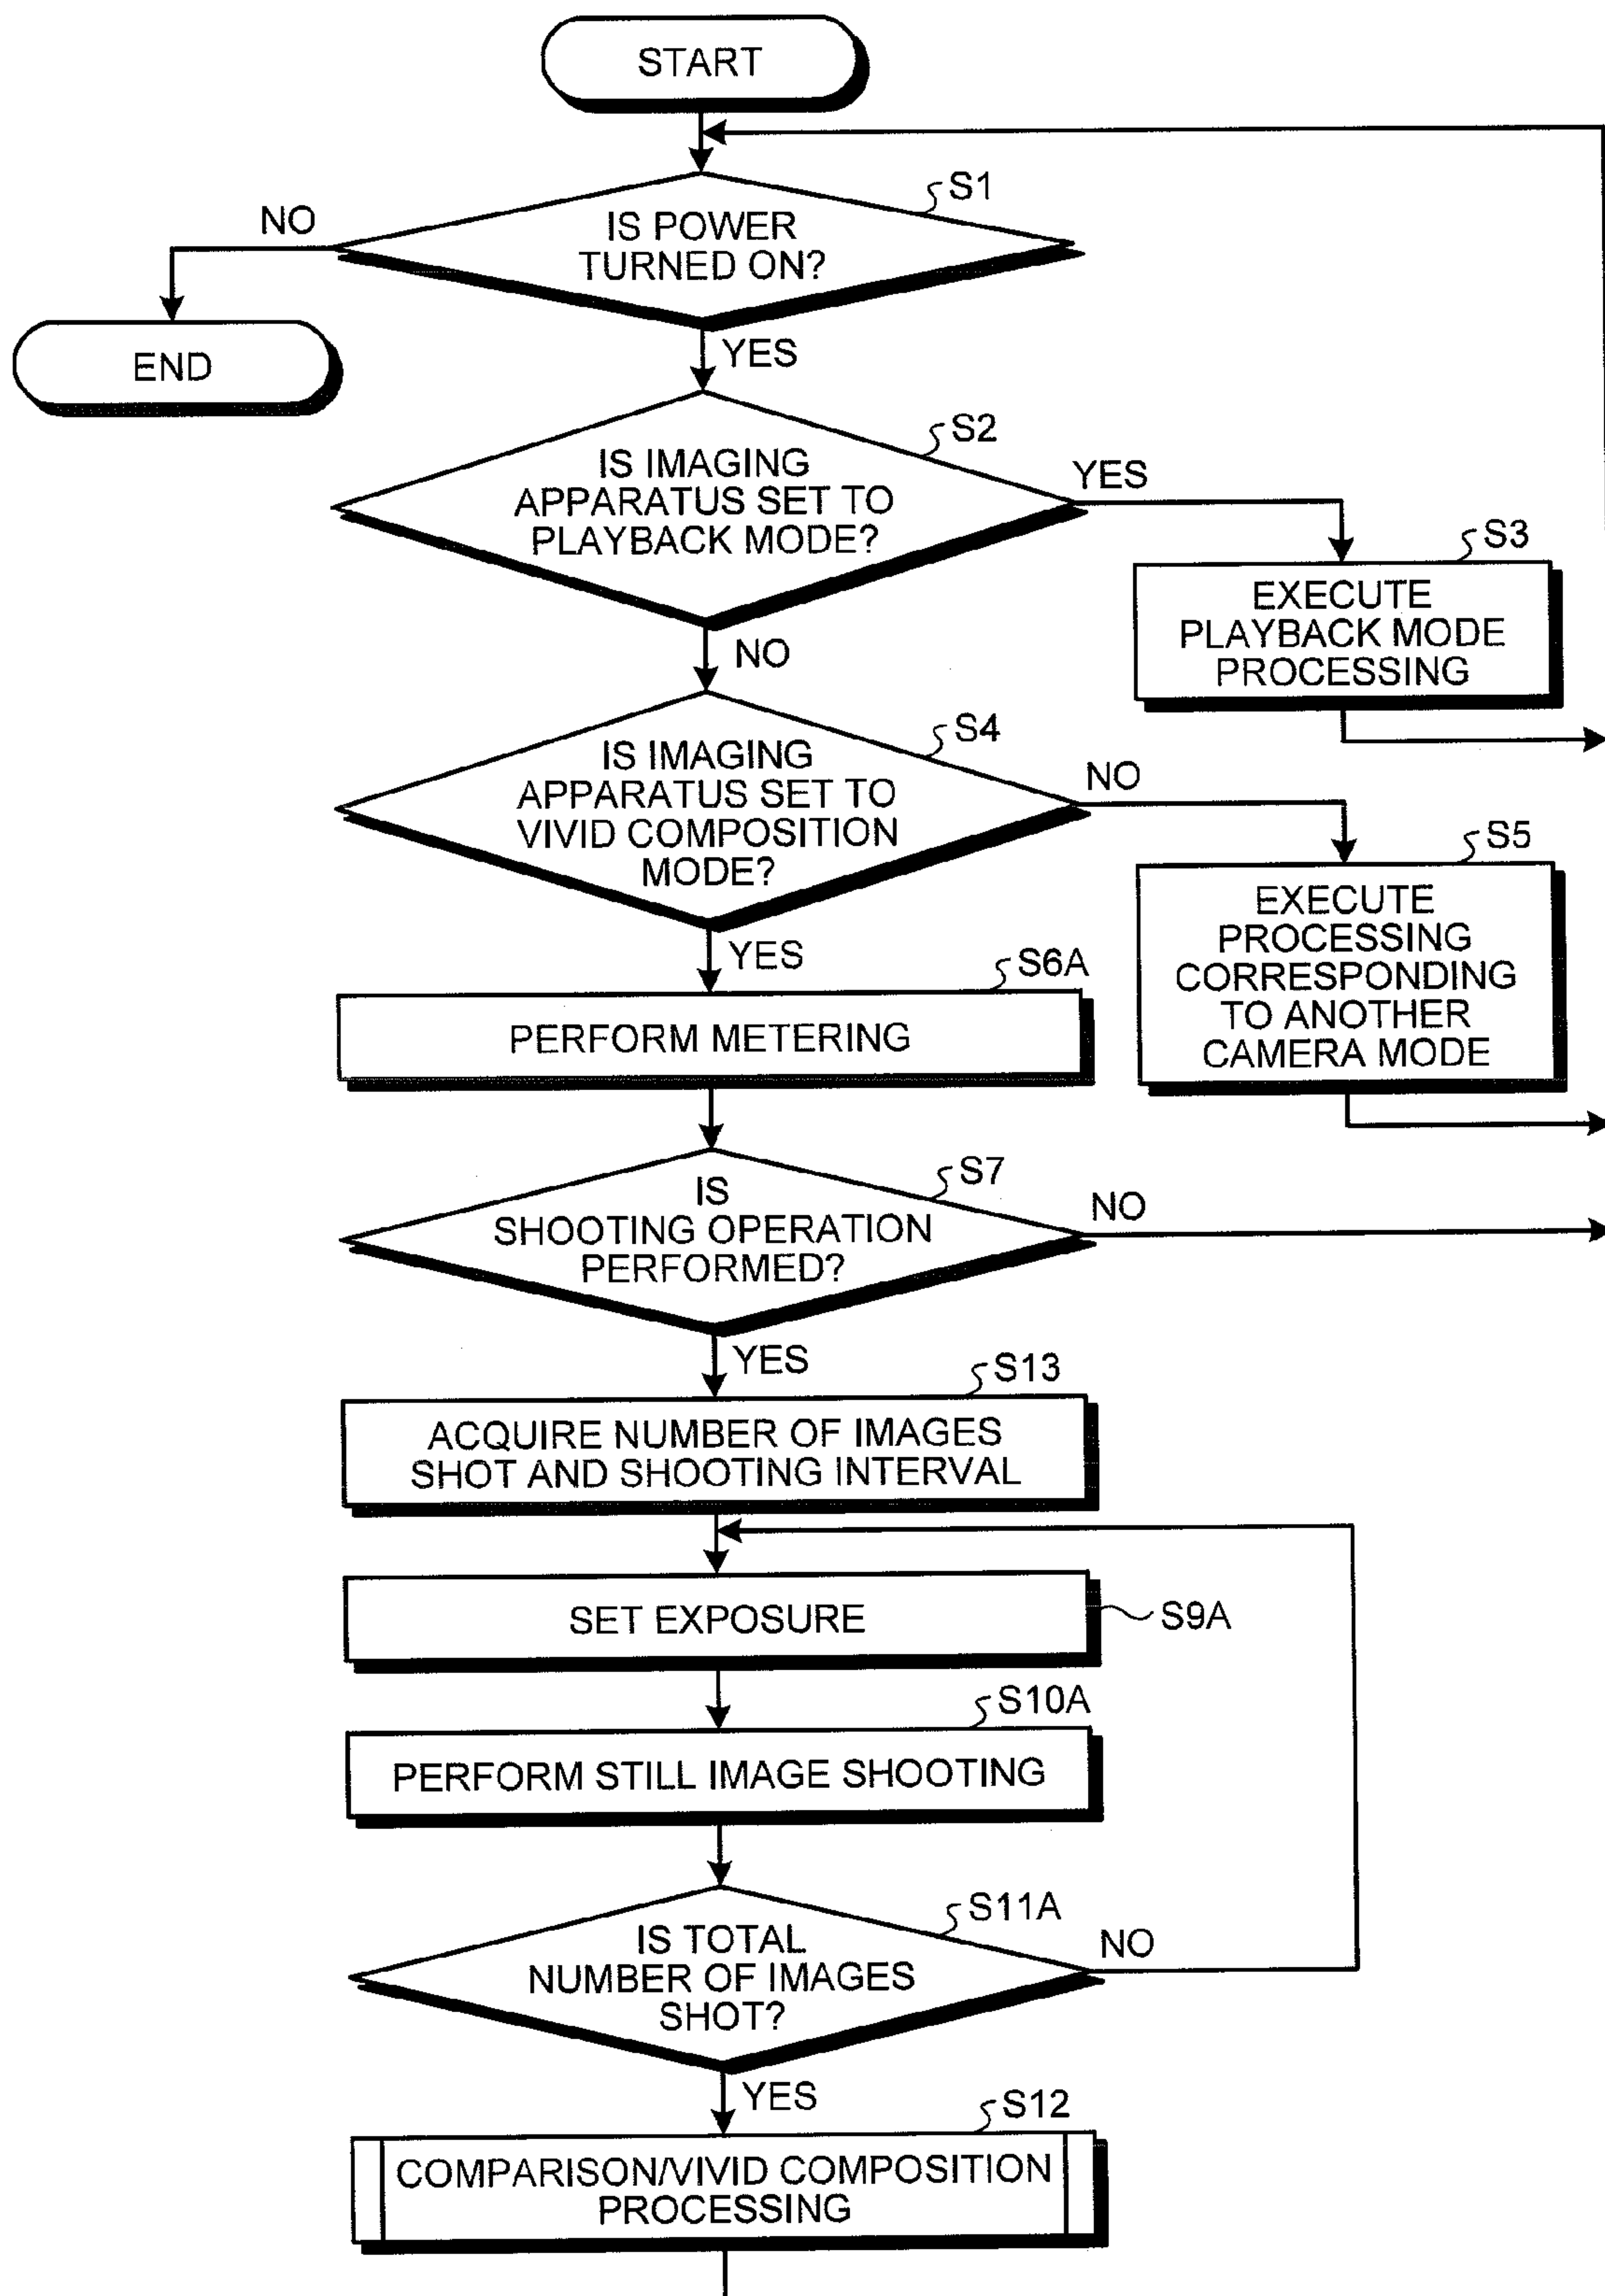 START
S1
NO
IS POWER
TURNED ON?
END
YES
S2
IS IMAGING
APPARATUS SET TO
PLAYBACK MODE?
YES
S3
EXECUTE
PLAYBACK MODE
PROCESSING
NO
S4
IS IMAGING
APPARATUS SET TO
VIVID COMPOSITION
MODE?
NO
S5
EXECUTE
PROCESSING
CORRESPONDING
TO ANOTHER
CAMERA MODE
YES
S6A
PERFORM METERING
S7
IS
SHOOTING OPERATION
PERFORMED?
NO
YES
S13
ACQUIRE NUMBER OF IMAGES
SHOT AND SHOOTING INTERVAL
SET EXPOSURE
S9A
S10A
PERFORM STILL IMAGE SHOOTING
S11A
IS TOTAL
NUMBER OF IMAGES
SHOT?
NO
YES
S12
COMPARISON/VIVID COMPOSITION
PROCESSING